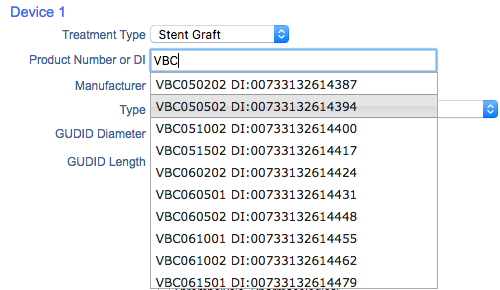 Device 1
Treatment Type Stent Graft
Product Number or DI VBC
Manufacturer VBC050202 DI:00733132614387
Type VBC050502 DI:00733132614394
GUDID Diameter VBC051002 DI:00733132614400
VBC051502 DI:00733132614417
GUDID Length VBC060202 DI:00733132614424
VBC060501 DI:00733132614431
VBC060502 DI:00733132614448
VBC061001 DI:00733132614455
VBC061002 DI:00733132614462
VBC061501 DI:00733132614479